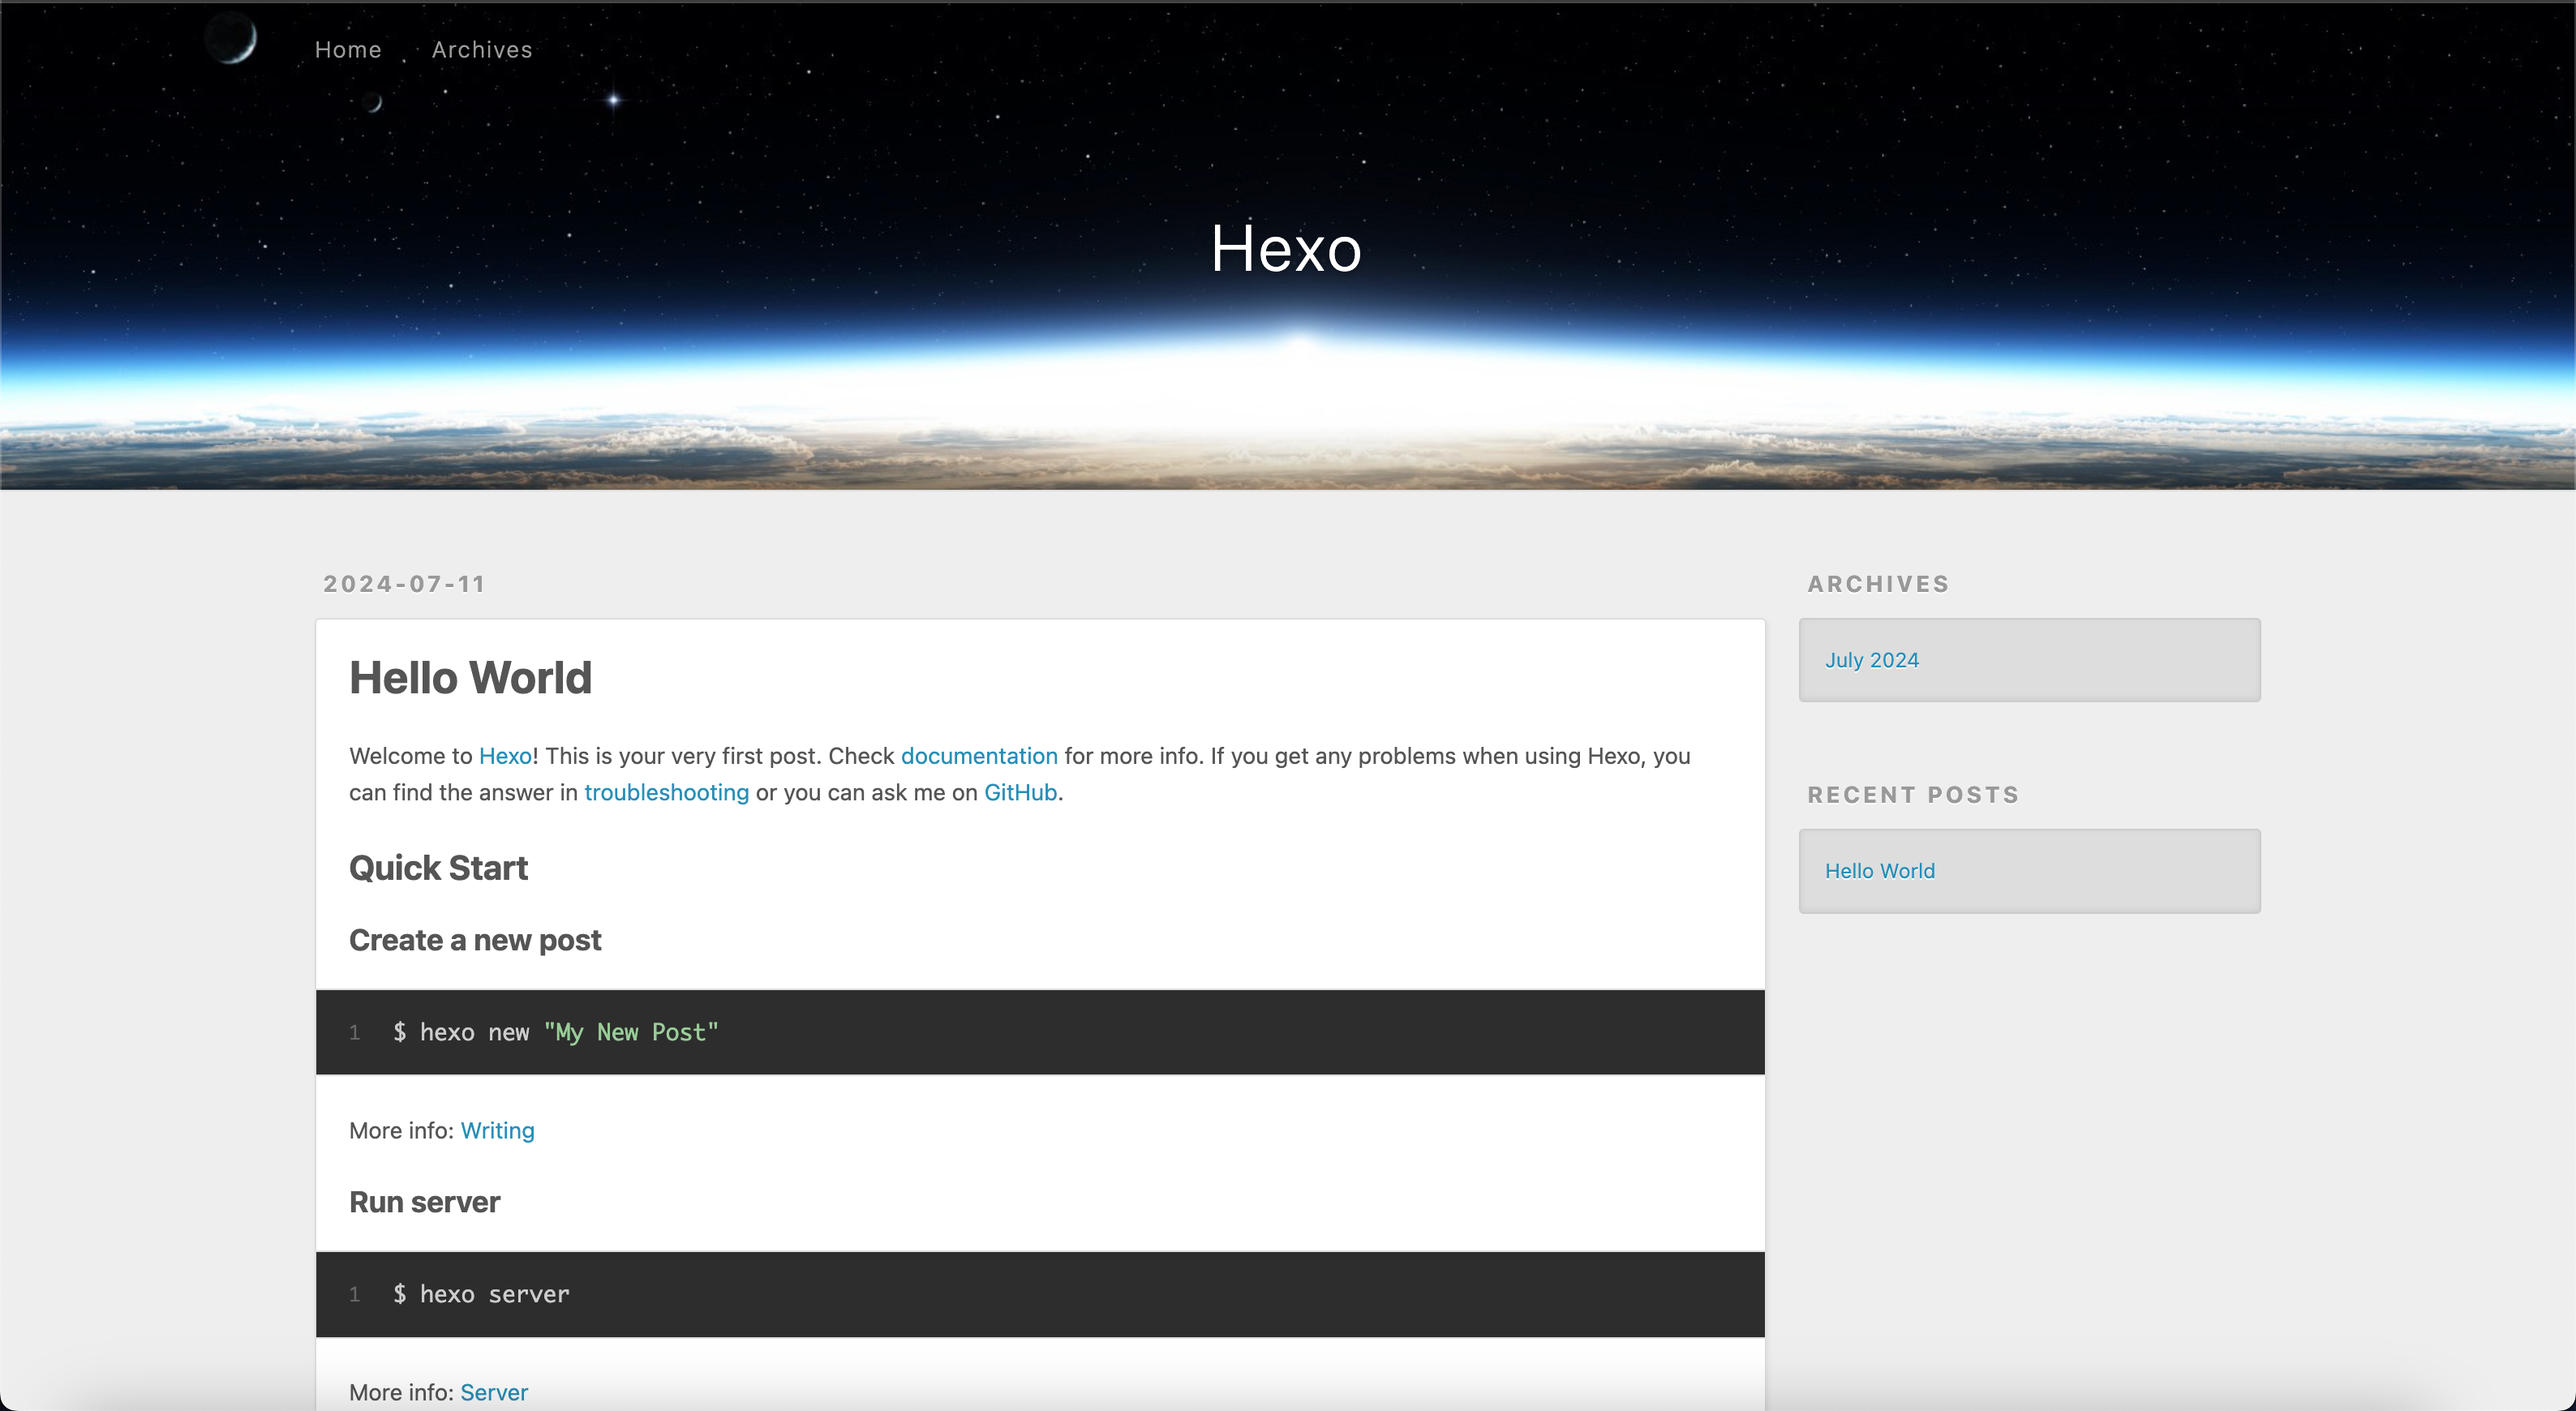 Home Archives
Hexo
2024-07-11
Hello World
Welcome to Hexo! This is your very first post. Check documentation for more info. If you get any problems when using Hexo, you
can find the answer in troubleshooting or you can ask me on GitHub.
Quick Start
Create a new post
1 $ hexo new "My New Post"
More info: Writing
Run server
1 $ hexo server
More info: Server
ARCHIVES
July 2024
RECENT POSTS
Hello World